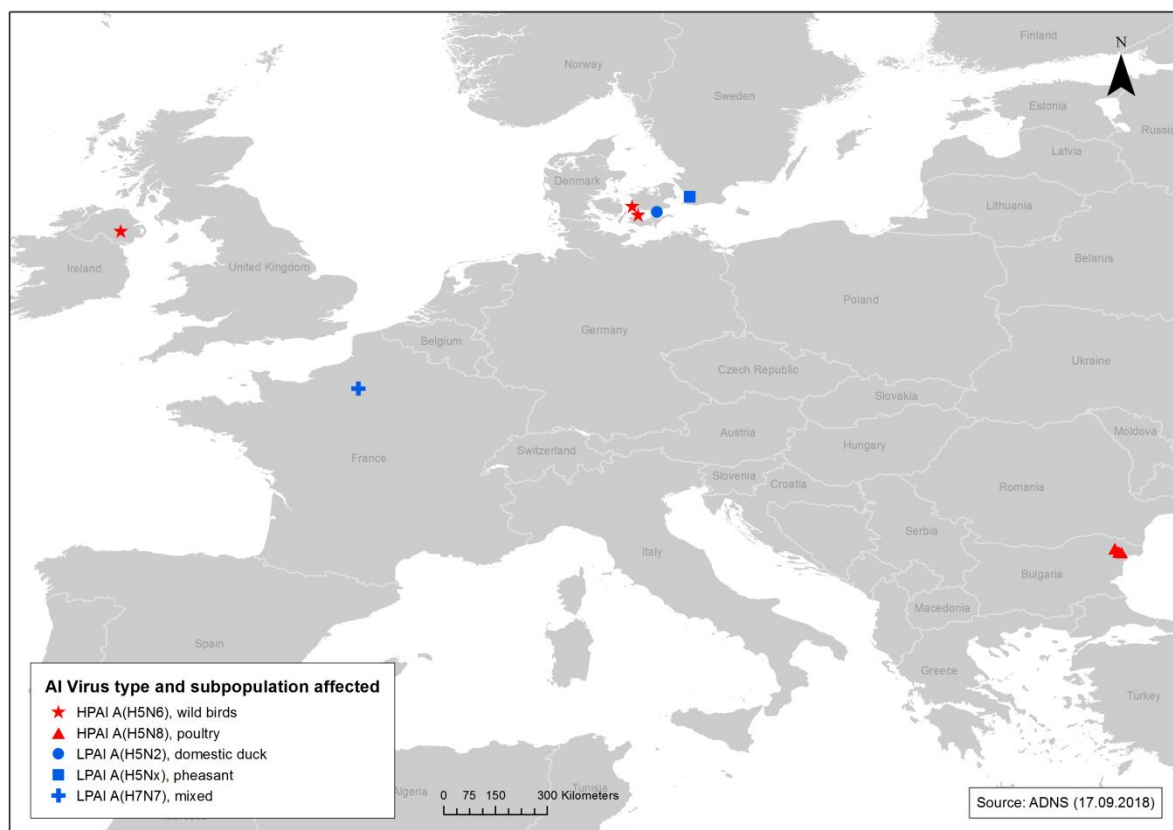 Finland
N
Norway
Sweden
Estonia
Russia
Latvia
Denmark
Lithuania
Ireland
United Kingdom
Belarus
Poland
Germany
Belgium
Ukraine
Czech Republic
Slovakia
Moldova
Austria
Hungary
France
Switzerland
Slovenia
Croatia
Romania
Serbia
Italy
Bulgaria
Macedonia
Spain
Greece
Turkey
AI Virus type and subpopulation affected
HPAI A(H5N6), wild birds
HPAI A(H5N8), poultry
LPAI A(H5N2), domestic duck
LPAI A(H5Nx), pheasant
LPAI A(H7N7), mixed
Algeria
Tunisia
Morocco
0 75 150 300 Kilometers
Source: ADNS (17.09.2018)